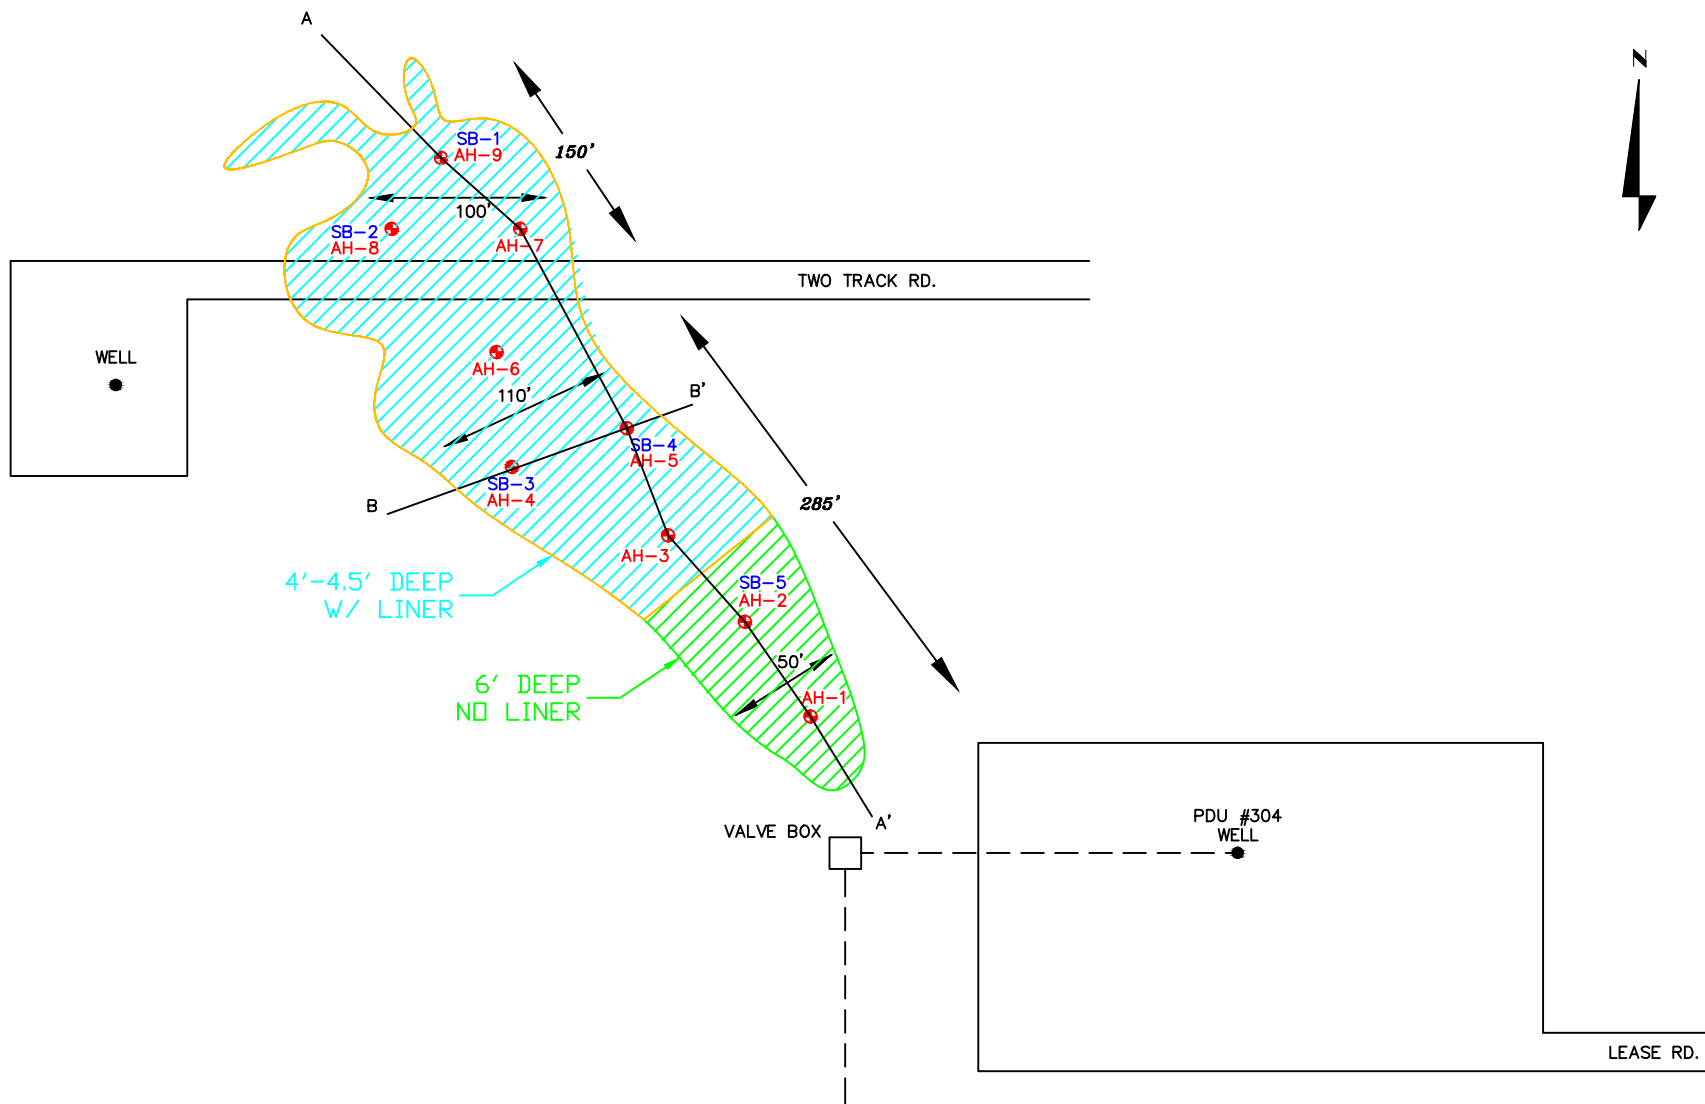 A
N
SB-1
AH-9
150'
100'
SB-2
AH-8
AH-7
TWO TRACK RD.
WELL
AH-6
110'
B'
SB-4
AH-5
SB-3
AH-4
B
285'
AH-3
4'-4.5' DEEP
W/ LINER
SB-5
AH-2
50'
6' DEEP
NO LINER
AH-1
A'
VALVE BOX
PDU #304
WELL
LEASE RD.